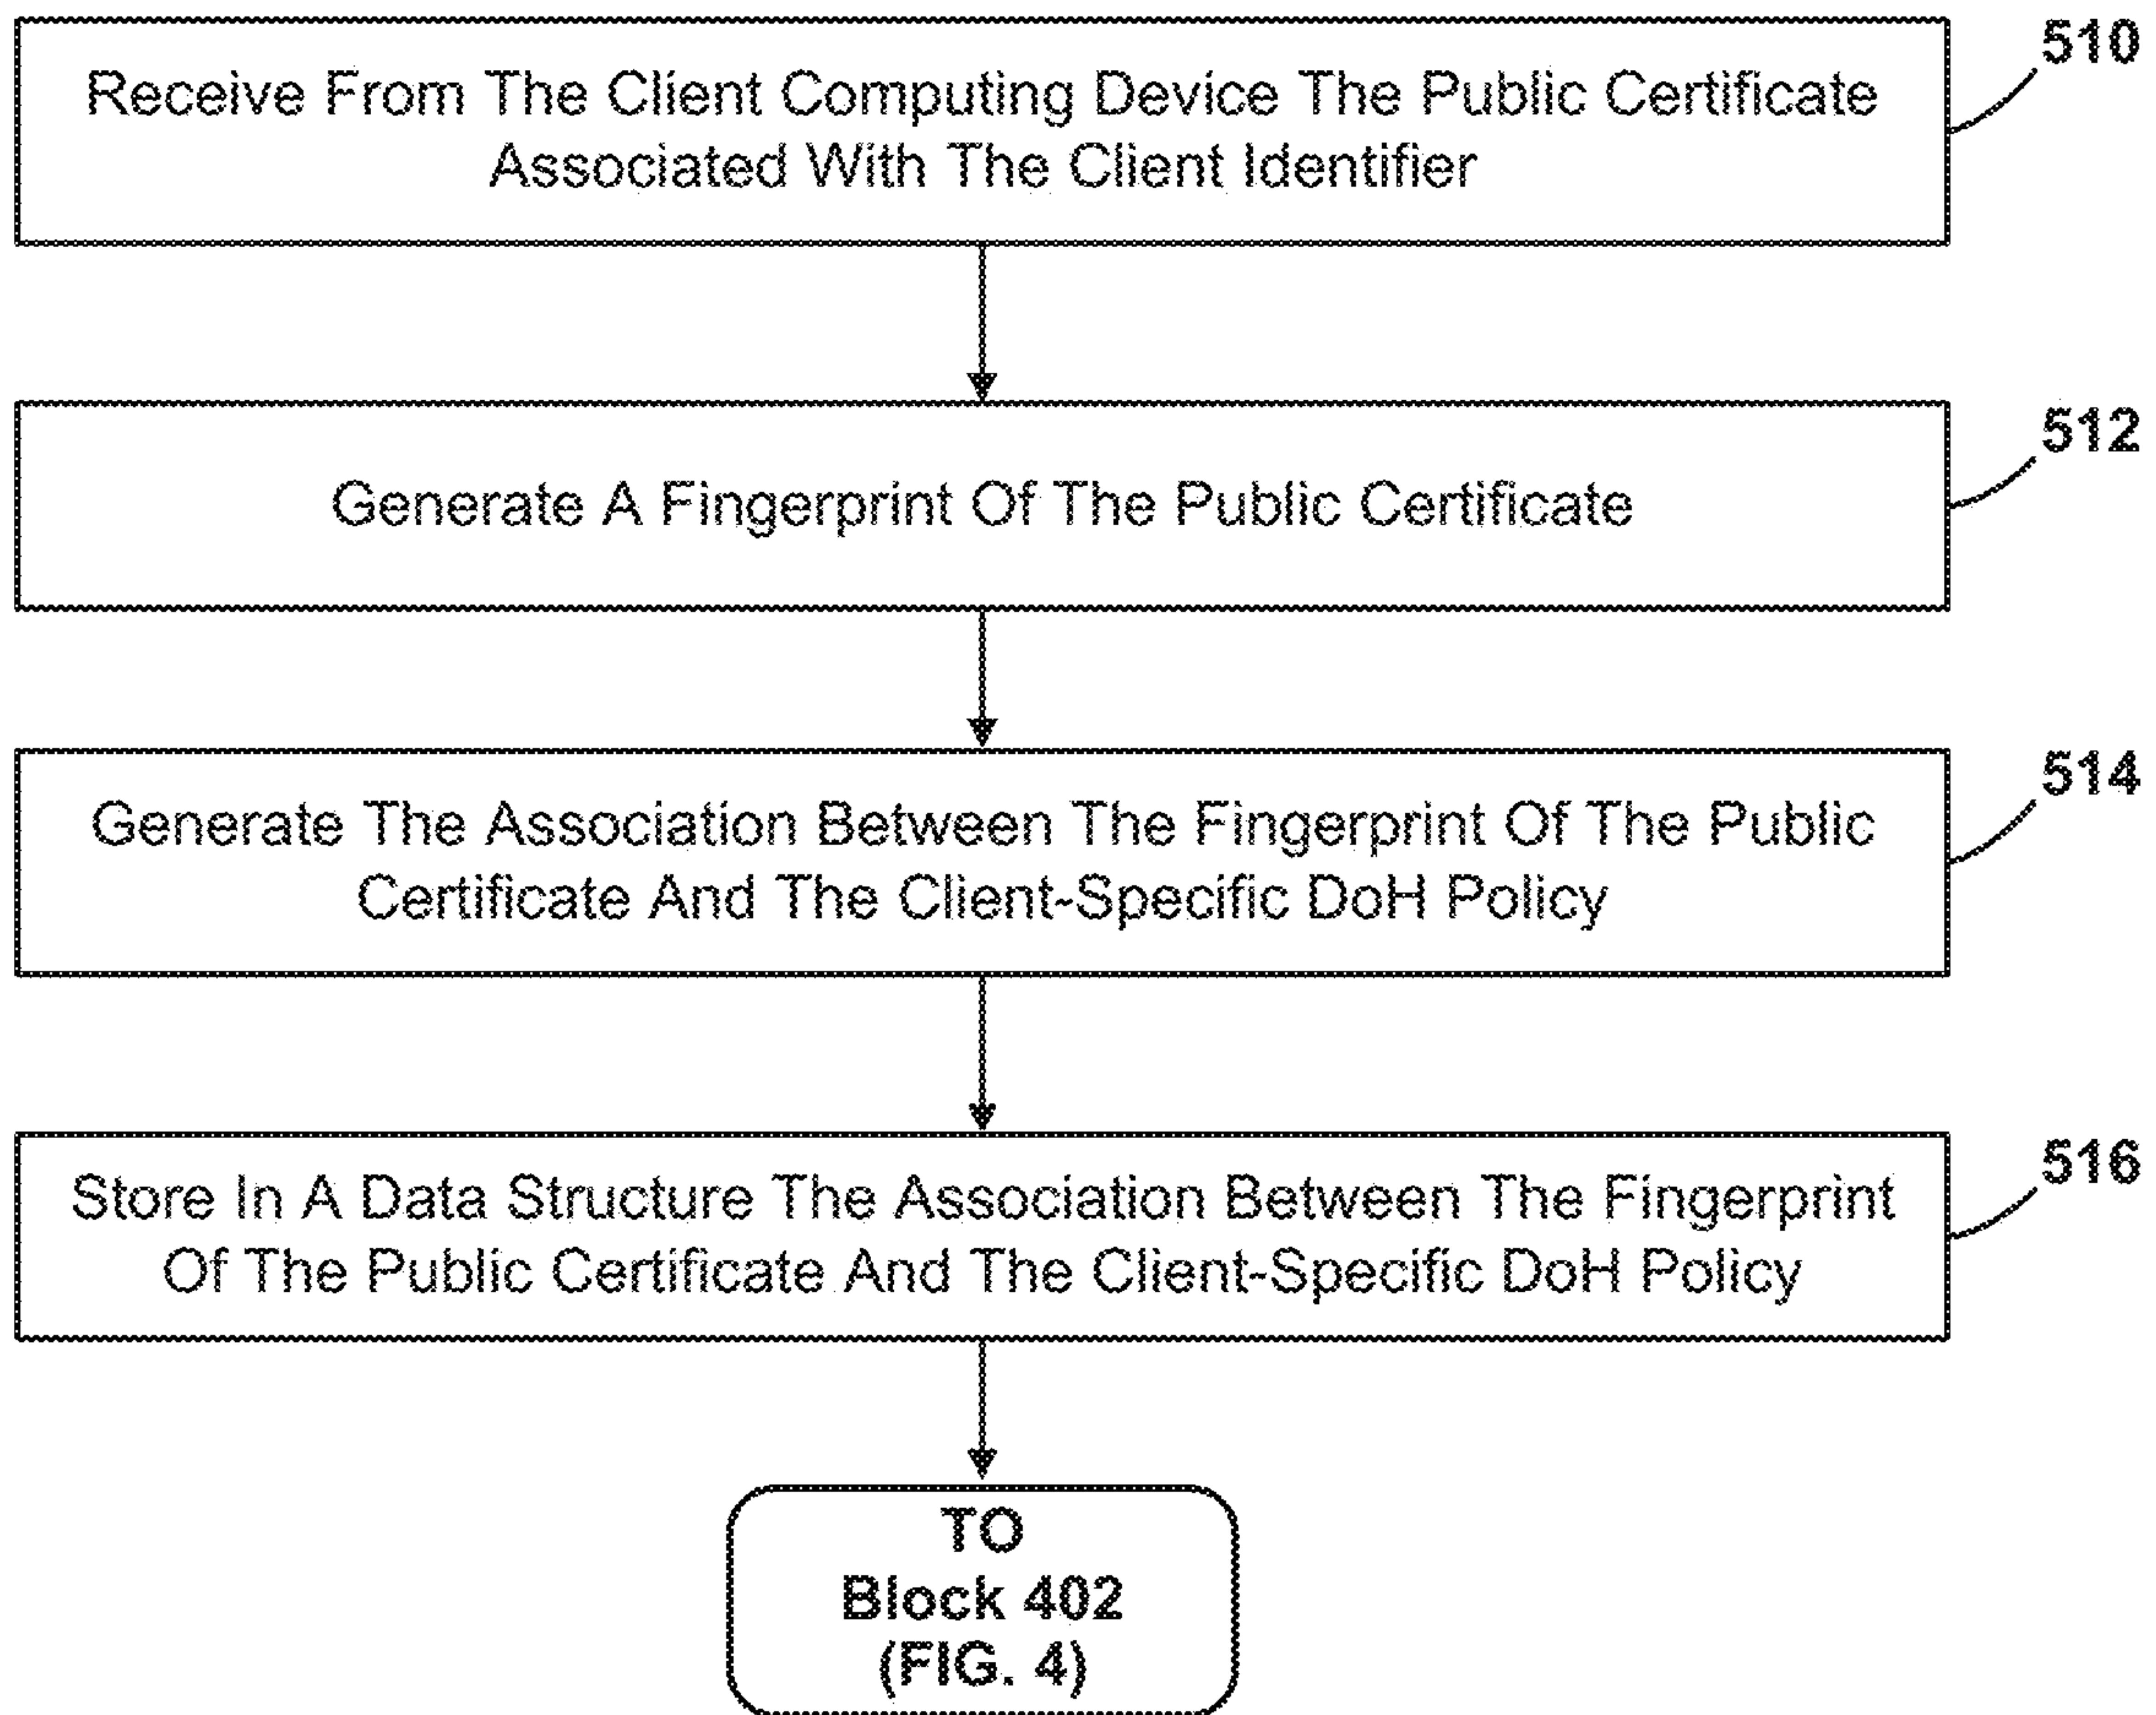 510
Receive From The Client Computing Device The Public Certificate
Associated With The Client Identifier
512
Generate A Fingerprint Of The Public Certificate
514
Generate The Association Between The Fingerprint Of The Public
Certificate And The Client-Specific DoH Policy
516
Store In A Data Structure The Association Between The Fingerprint
Of The Public Certificate And The Client-Specific DoH Policy
TO
Block 402
(FIG. 4)